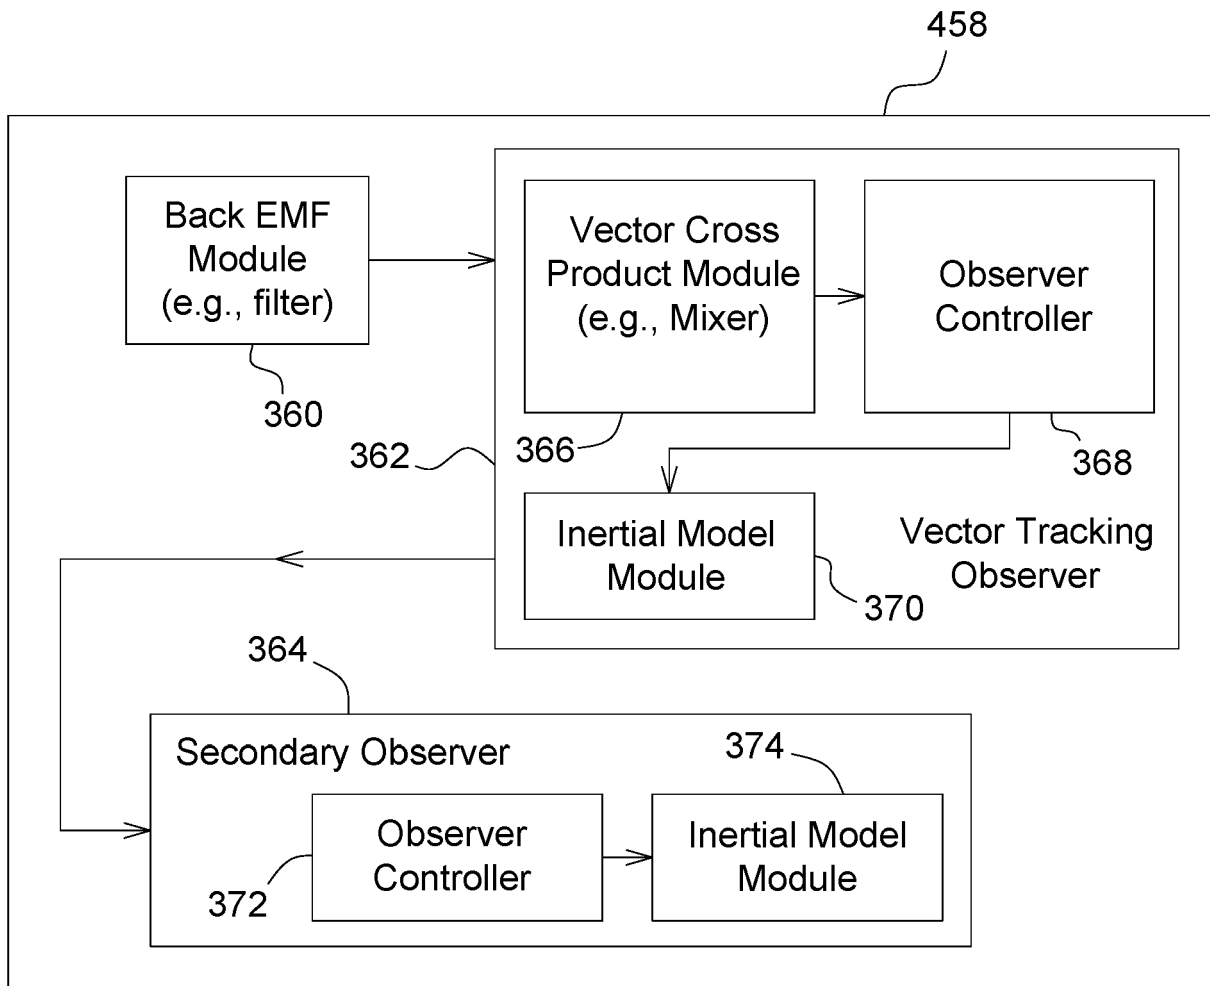 458
Back EMF
Module
(e.g., filter)
360
Vector Cross
Product Module
(e.g., Mixer)
366
Observer
Controller
368
362
Inertial Model
Module
370
Vector Tracking
Observer
364
Secondary Observer
Observer
Controller
372
Inertial Model
Module
374